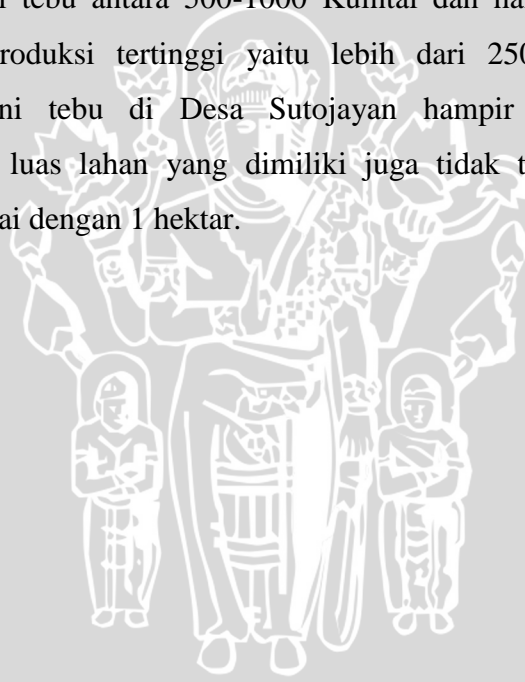 tebu antara 500-1000 Kuintal dan
roduksi tertinggi yaitu lebih dari 250
ni tebu di Desa Sutojayan hampir
luas lahan yang dimiliki juga tidak t
ai dengan 1 hektar.